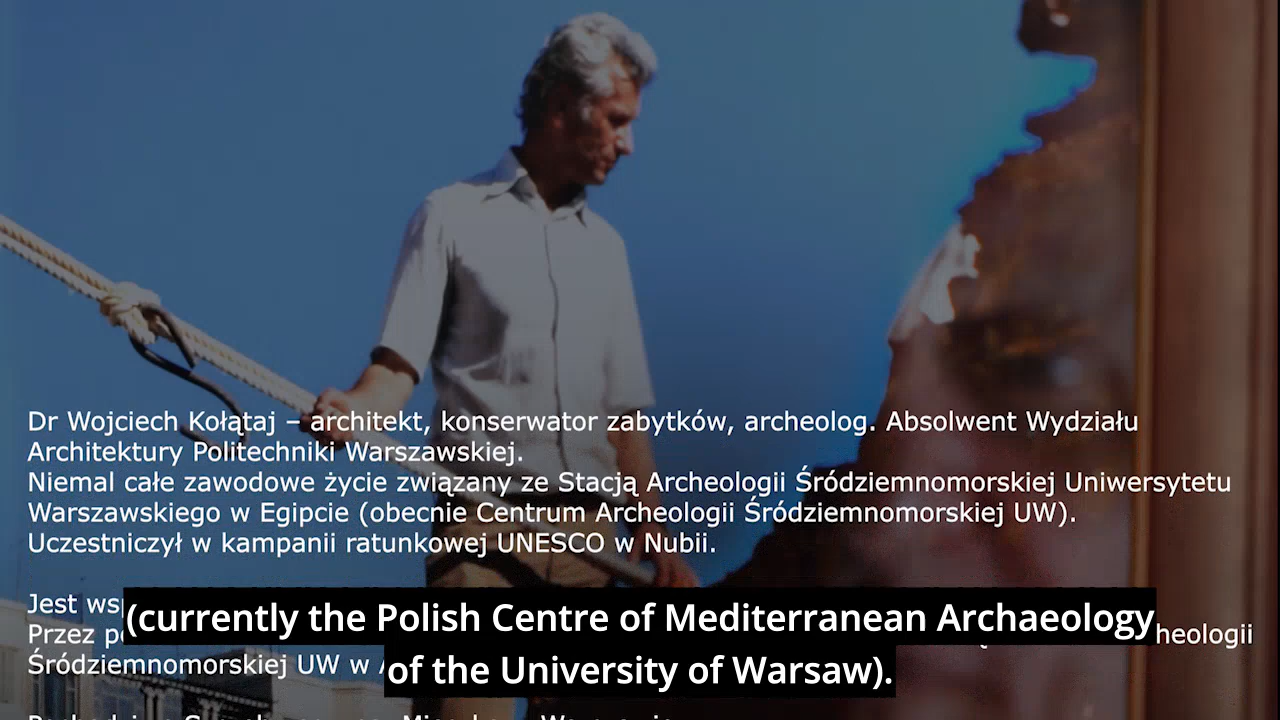 Dr Wojciech Kołątaj – architekt, konserwator zabytków, archeolog. Absolwent Wydziału
Architektury Politechniki Warszawskiej.
Niemal całe zawodowe życie związany ze Stacją Archeologii Śródziemnomorskiej Uniwersytetu
Warszawskiego w Egipcie (obecnie Centrum Archeologii Śródziemnomorskiej UW).
Uczestniczył w kampanii ratunkowej UNESCO w Nubii.
Jest
Przez
Śródziemnomorskiej UW w
(currently the Polish Centre of Mediterranean Archaeology
of the University of Warsaw).